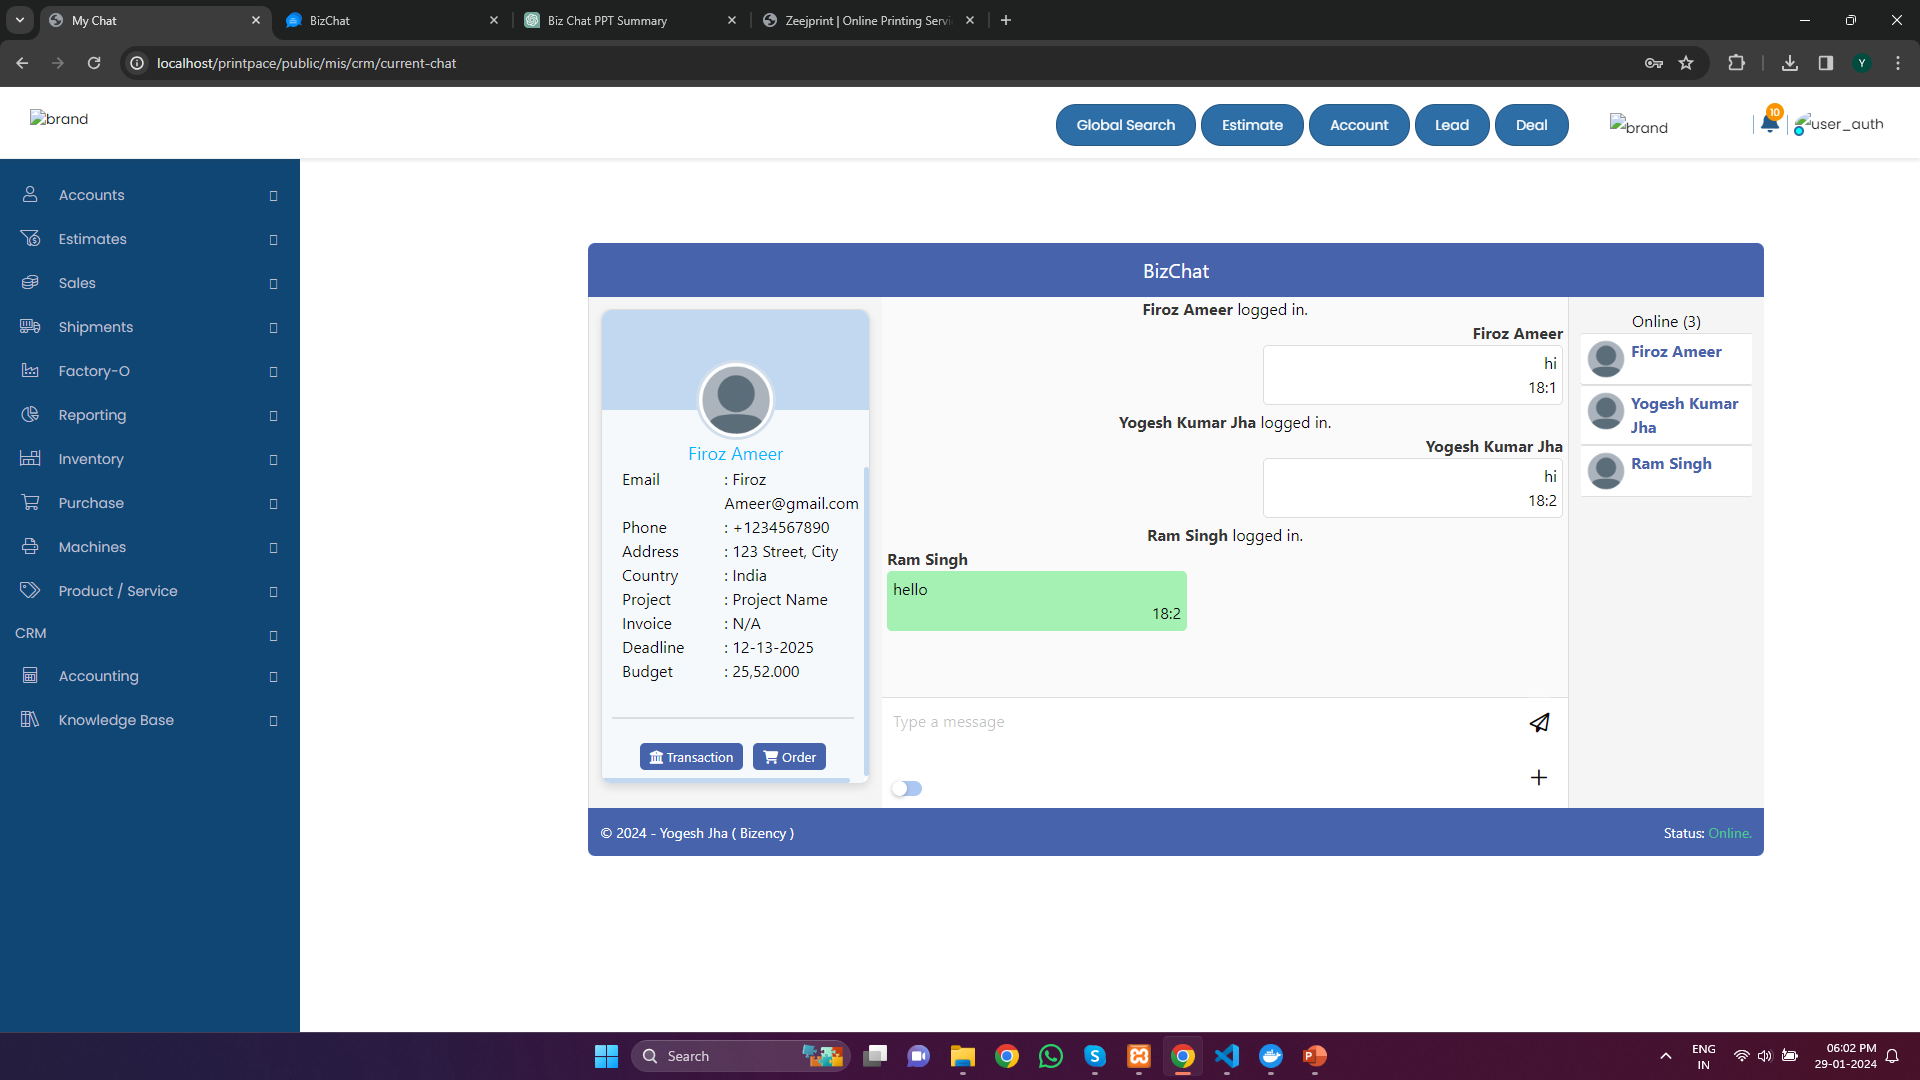 My Chat
BizChat
Biz Chat PPT Summary
Zeejprint | Online Printing Servi
localhost/printpace/public/mis/crm/current-chat
Y
brand
Global Search
Estimate
Account
Lead
Deal
brand
10
user_auth
Accounts
Estimates
Sales
Shipments
Factory-O
Reporting
Inventory
Purchase
Machines
Product / Service
CRM
Accounting
Knowledge Base
BizChat
Firoz Ameer
Email : Firoz
Ameer@gmail.com
Phone : +1234567890
Address : 123 Street, City
Country : India
Project : Project Name
Invoice : N/A
Deadline : 12-13-2025
Budget : 25,52.000
Transaction
Order
Firoz Ameer logged in.
Firoz Ameer
hi
18:1
Yogesh Kumar Jha logged in.
Yogesh Kumar Jha
hi
18:2
Ram Singh logged in.
Ram Singh
hello
18:2
Type a message
Online (3)
Firoz Ameer
Yogesh Kumar
Jha
Ram Singh
© 2024 - Yogesh Jha ( Bizency )
Status: Online.
Search
ENG
IN
06:02 PM
29-01-2024